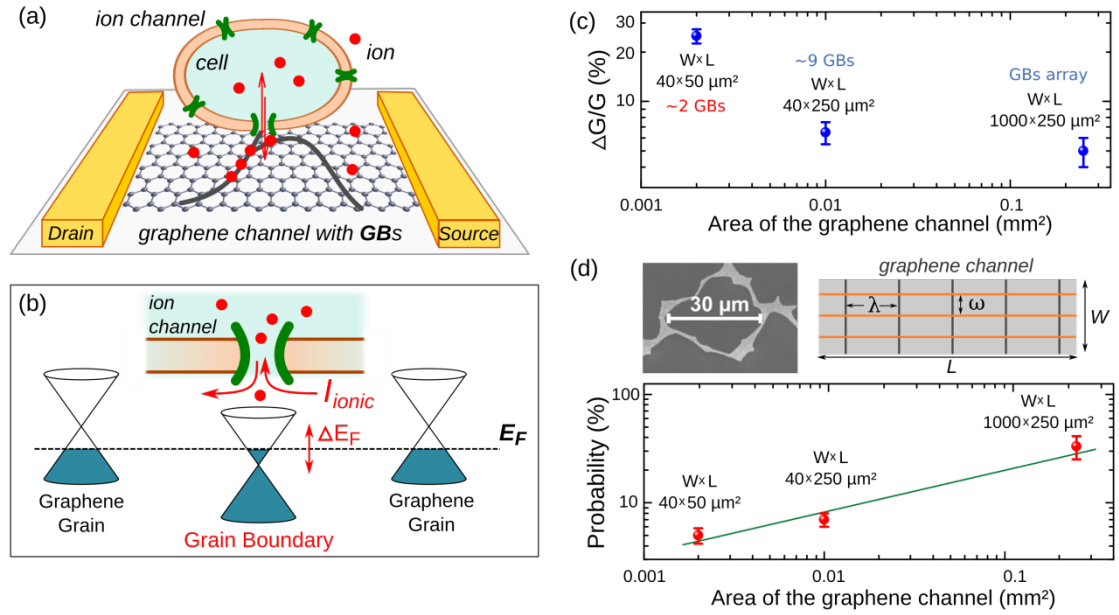 (a)
ion channel
ion
cell
Drain
graphene channel with GBs
Source
(b)
ion
channel
I_ionic
ΔE_F
E_F
Graphene
Grain
Grain Boundary
Graphene
Grain
(c)
ΔG/G (%)
30
20
10
W×L
40×50 μm²
~2 GBs
~9 GBs
W×L
40×250 μm²
GBs array
W×L
1000×250 μm²
0.001
0.01
0.1
Area of the graphene channel (mm²)
(d)
30 μm
graphene channel
λ
ω
W
L
Probability (%)
100
10
W×L
40×50 μm²
W×L
40×250 μm²
W×L
1000×250 μm²
0.001
0.01
0.1
Area of the graphene channel (mm²)